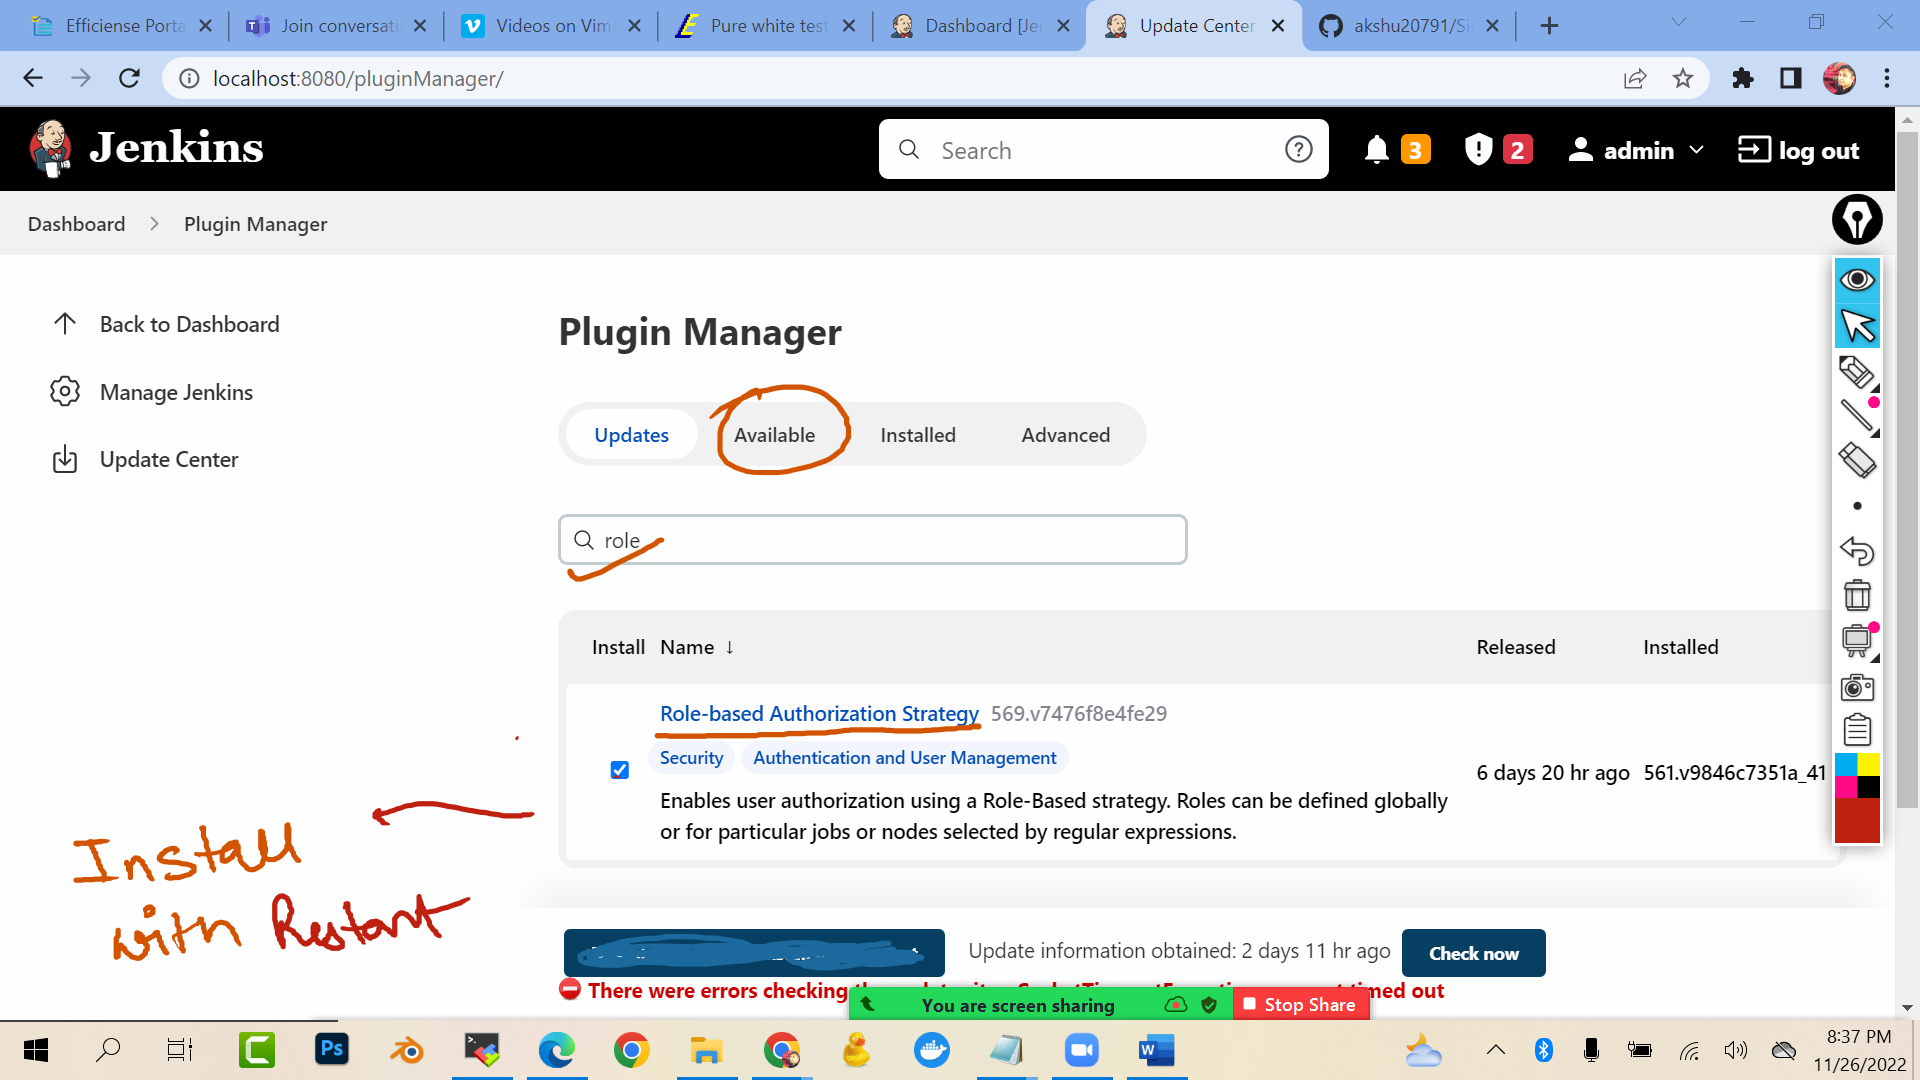 Efficiense Porta
Join conversati
Videos on Vim
Pure white test
Dashboard [Je
Update Center
akshu20791/Si
localhost:8080/pluginManager/
Jenkins
Search
3
2
admin
log out
Dashboard
Plugin Manager
Back to Dashboard
Manage Jenkins
Update Center
Plugin Manager
Updates
Available
Installed
Advanced
role
Install Name ↓ Released Installed
Role-based Authorization Strategy 569.v7476f8e4fe29
Security Authentication and User Management
6 days 20 hr ago 561.v9846c7351a_41
Enables user authorization using a Role-Based strategy. Roles can be defined globally
or for particular jobs or nodes selected by regular expressions.
Install
with Restart
Update information obtained: 2 days 11 hr ago
Check now
There were errors checking timed out
You are screen sharing
Stop Share
Ps
W
8:37 PM
11/26/2022